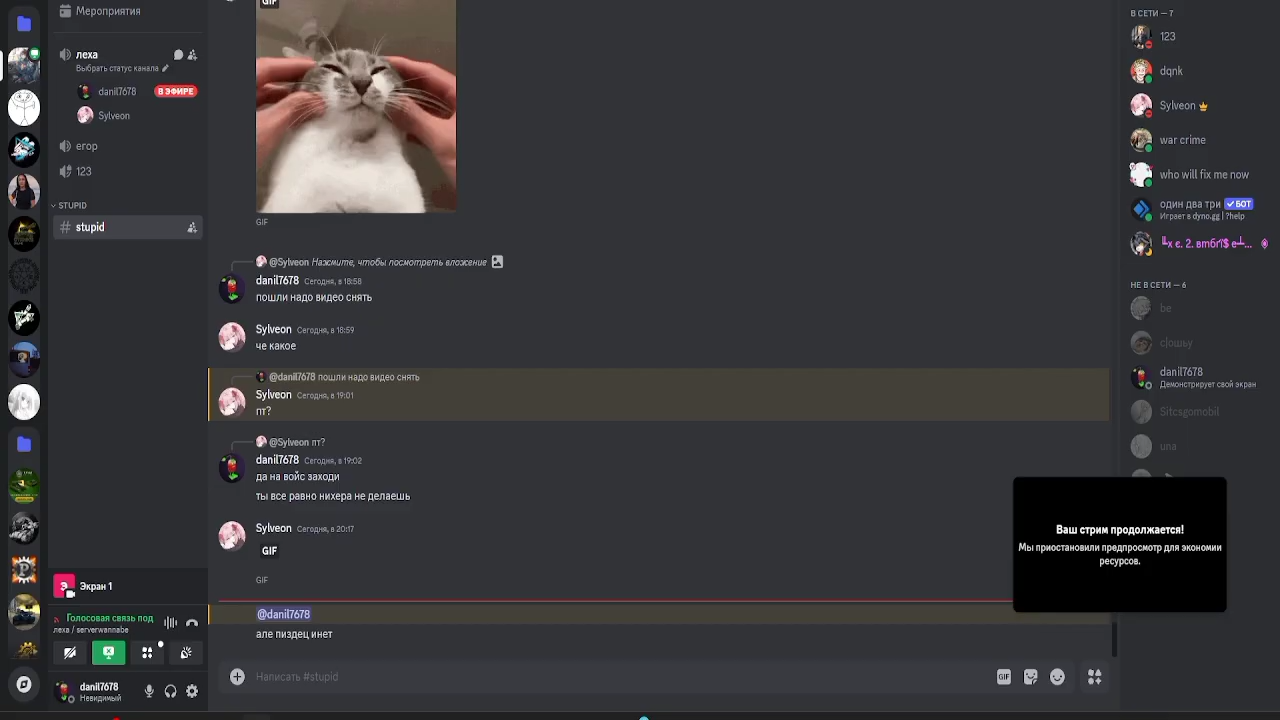 Мероприятия
леха
Выбрать статус канала
danil7678 В ЭФИРЕ
Sylveon
егор
123
STUPID
stupid
Экран 1
Голосовая связь под
леха / serverwannabe
danil7678
Невидимый
GIF
GIF
@Sylveon Нажмите, чтобы посмотреть вложение
danil7678 Сегодня, в 18:58
пошли надо видео снять
Sylveon Сегодня, в 18:59
че какое
@danil7678 пошли надо видео снять
Sylveon Сегодня, в 19:01
пт?
@Sylveon пт?
danil7678 Сегодня, в 19:02
да на войс заходи
ты все равно нихера не делаешь
Sylveon Сегодня, в 20:17
GIF
GIF
@danil7678
але пиздец инет
Написать #stupid
GIF
В СЕТИ — 7
123
dqnk
Sylveon
war crime
who will fix me now
один два три БОТ
Играет в dyno.gg | ?help
НЕ В СЕТИ — 6
be
danil7678
Демонстрирует свой экран
Sitcsgomobil
una
Ваш стрим продолжается!
Мы приостановили предпросмотр для экономии
ресурсов.